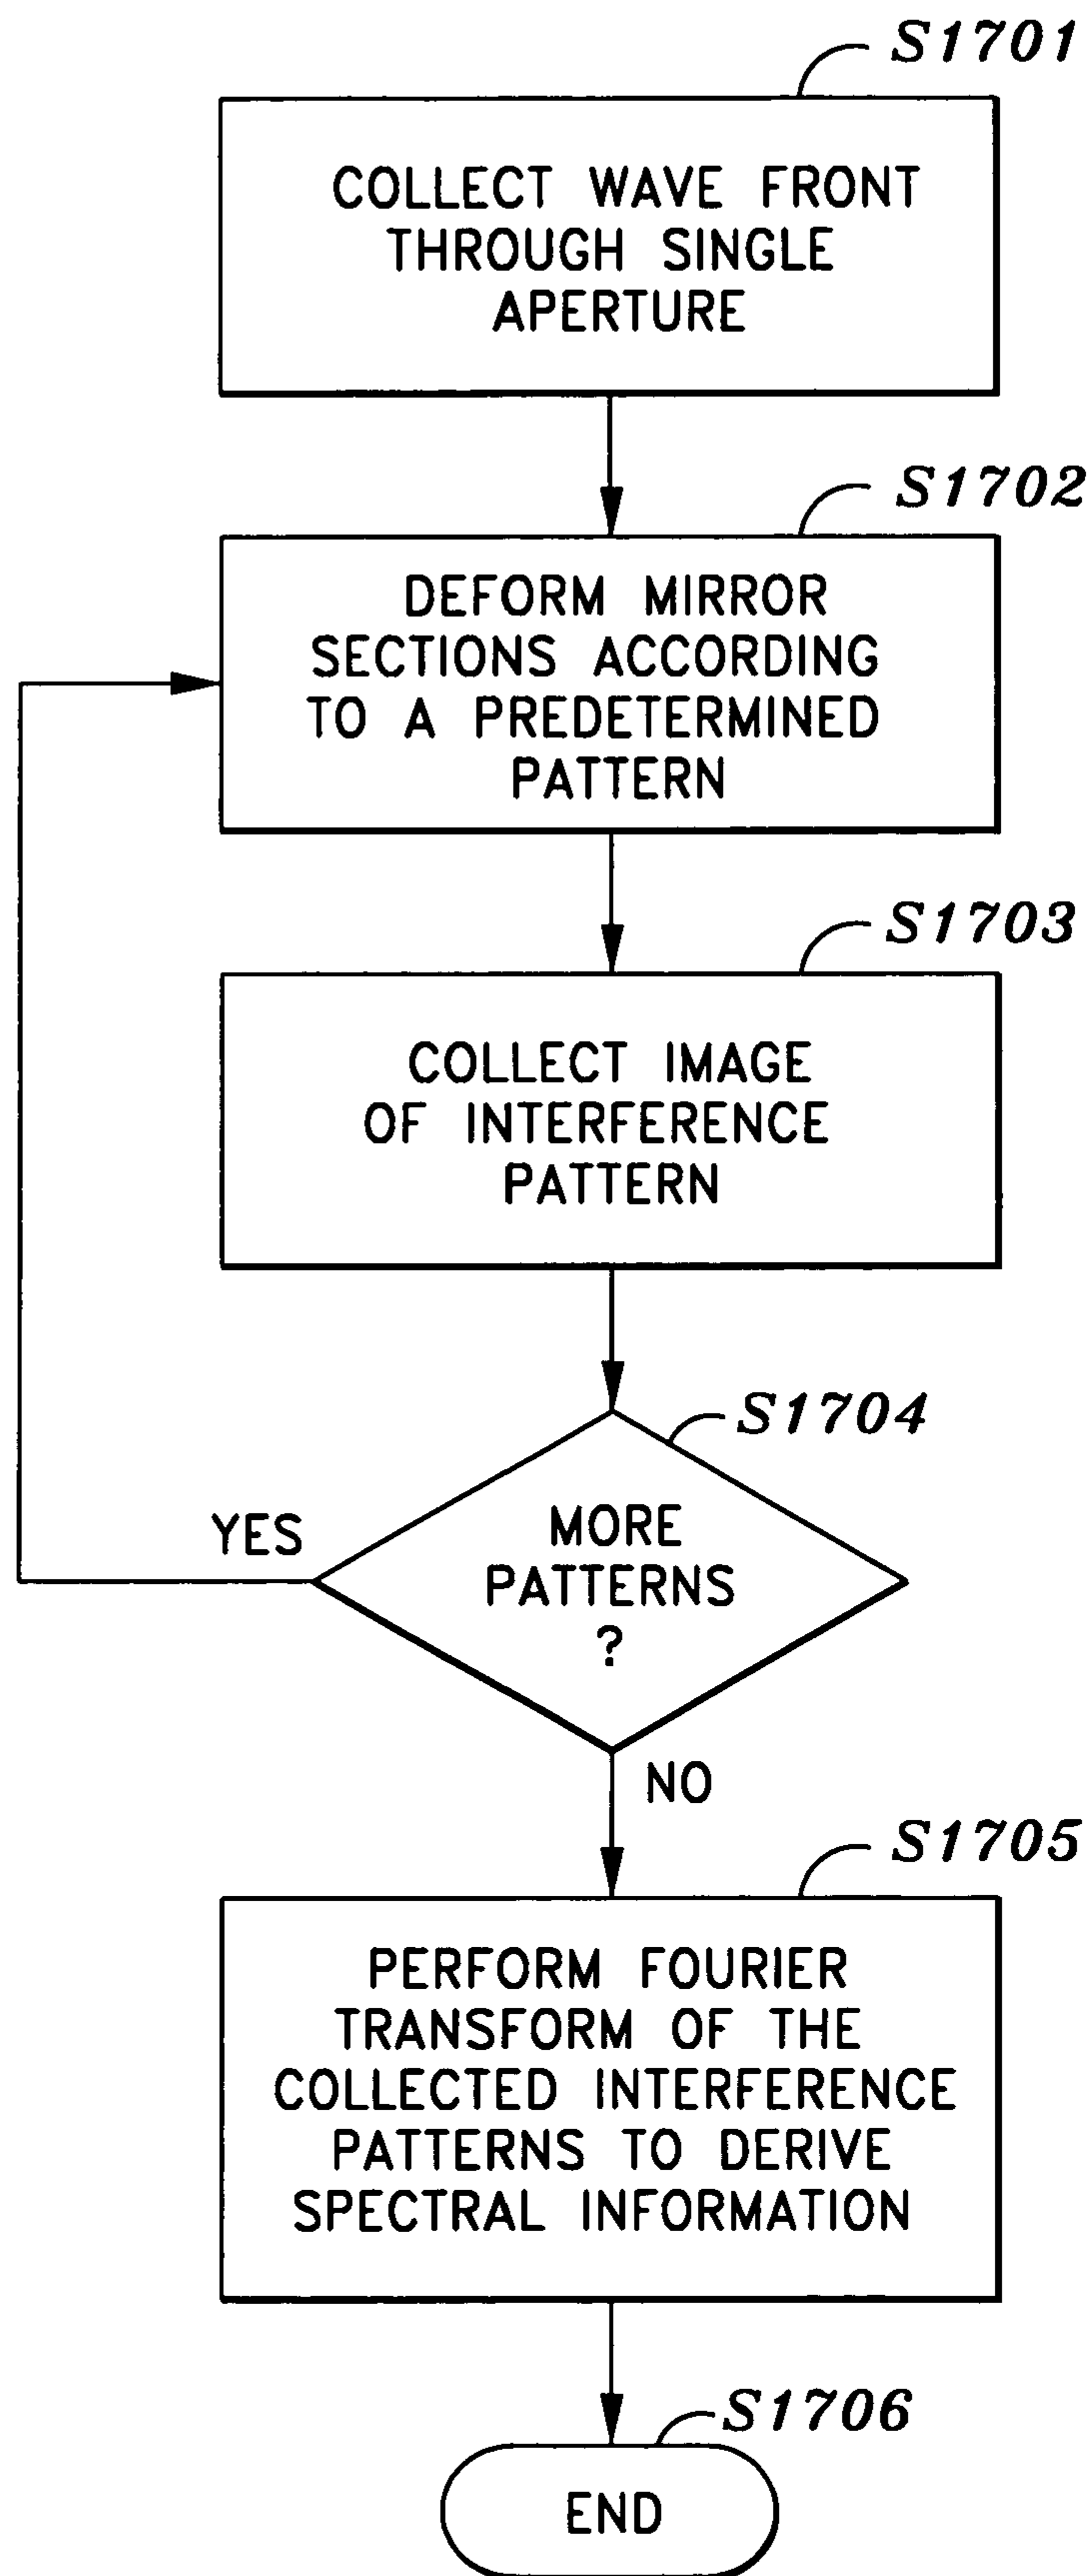 S1701
COLLECT WAVE FRONT
THROUGH SINGLE
APERTURE
S1702
DEFORM MIRROR
SECTIONS ACCORDING
TO A PREDETERMINED
PATTERN
S1703
COLLECT IMAGE
OF INTERFERENCE
PATTERN
S1704
YES
MORE
PATTERNS
?
NO
S1705
PERFORM FOURIER
TRANSFORM OF THE
COLLECTED INTERFERENCE
PATTERNS TO DERIVE
SPECTRAL INFORMATION
S1706
END